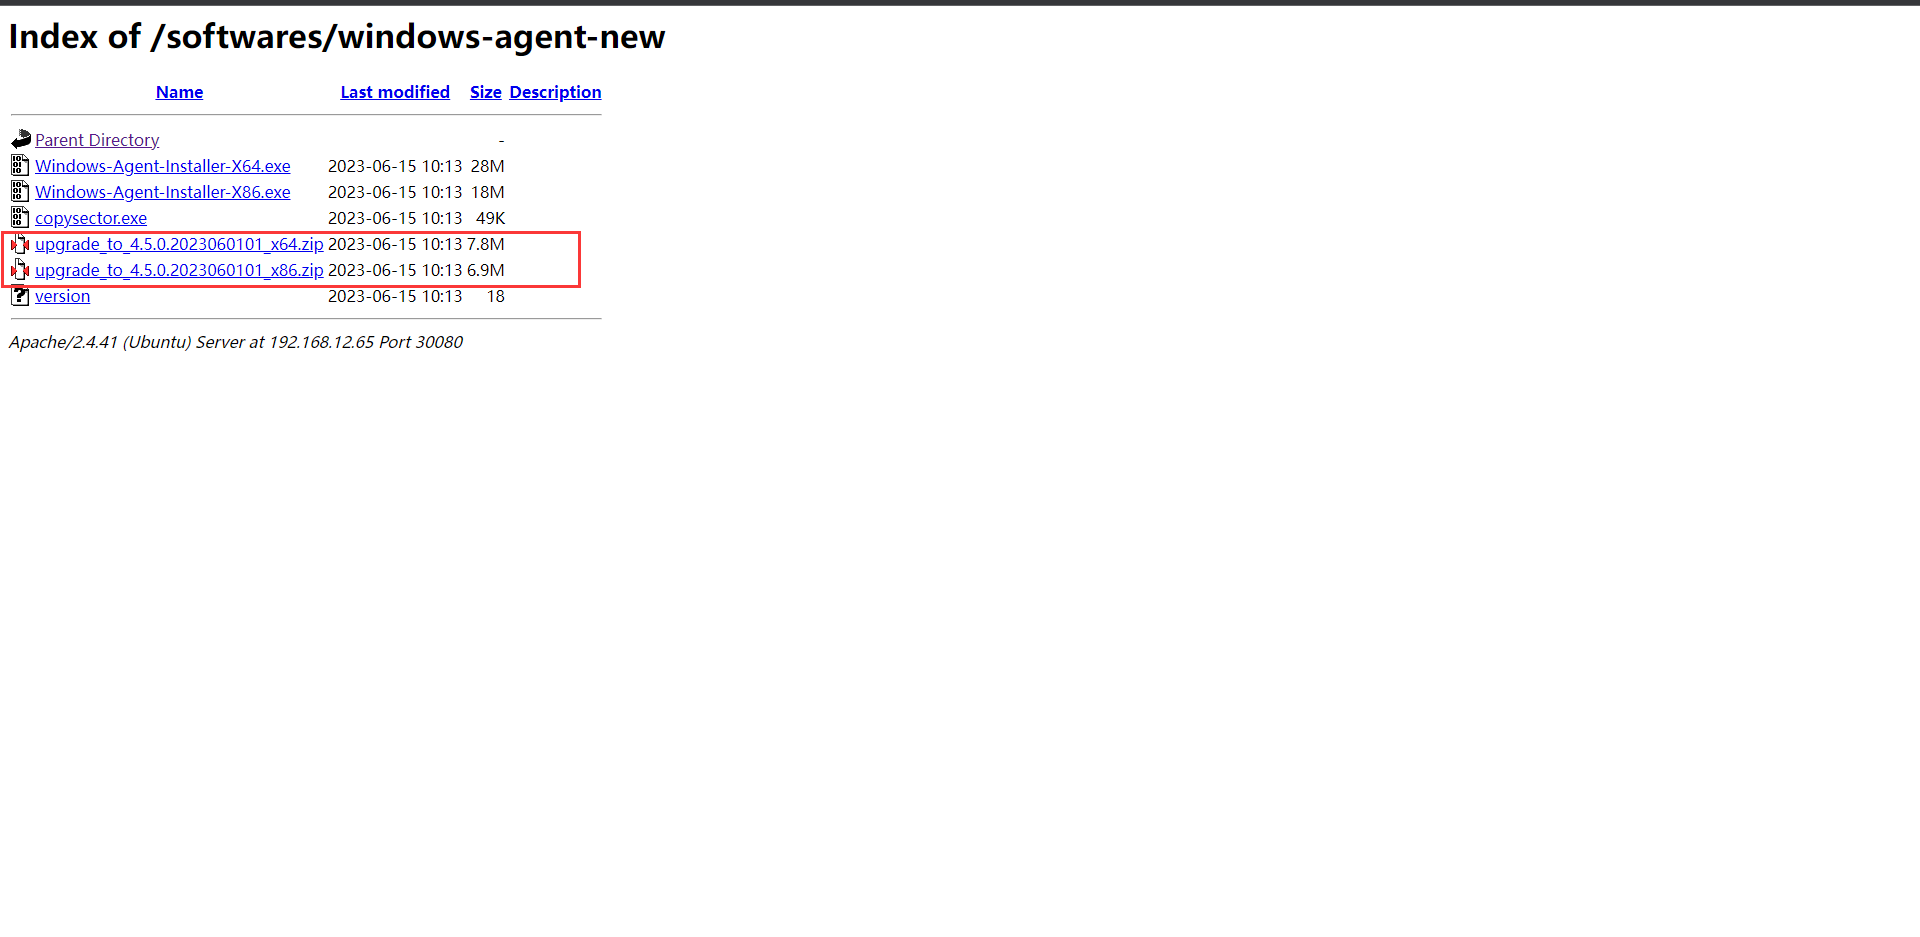 Index of /softwares/windows-agent-new
Name Last modified Size Description
Parent Directory -
Windows-Agent-Installer-X64.exe 2023-06-15 10:13 28M
Windows-Agent-Installer-X86.exe 2023-06-15 10:13 18M
copysector.exe 2023-06-15 10:13 49K
upgrade_to_4.5.0.2023060101_x64.zip 2023-06-15 10:13 7.8M
upgrade_to_4.5.0.2023060101_x86.zip 2023-06-15 10:13 6.9M
version 2023-06-15 10:13 18
Apache/2.4.41 (Ubuntu) Server at 192.168.12.65 Port 30080